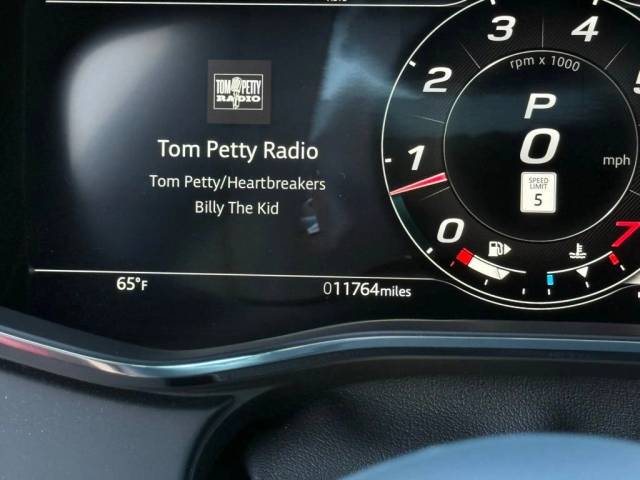 TOM PETTY
RADIO
Tom Petty Radio
Tom Petty/Heartbreakers
Billy The Kid
65°F
011764miles
3
4
rpm x 1000
2
P
0
mph
1
SPEED
LIMIT
5
0
7